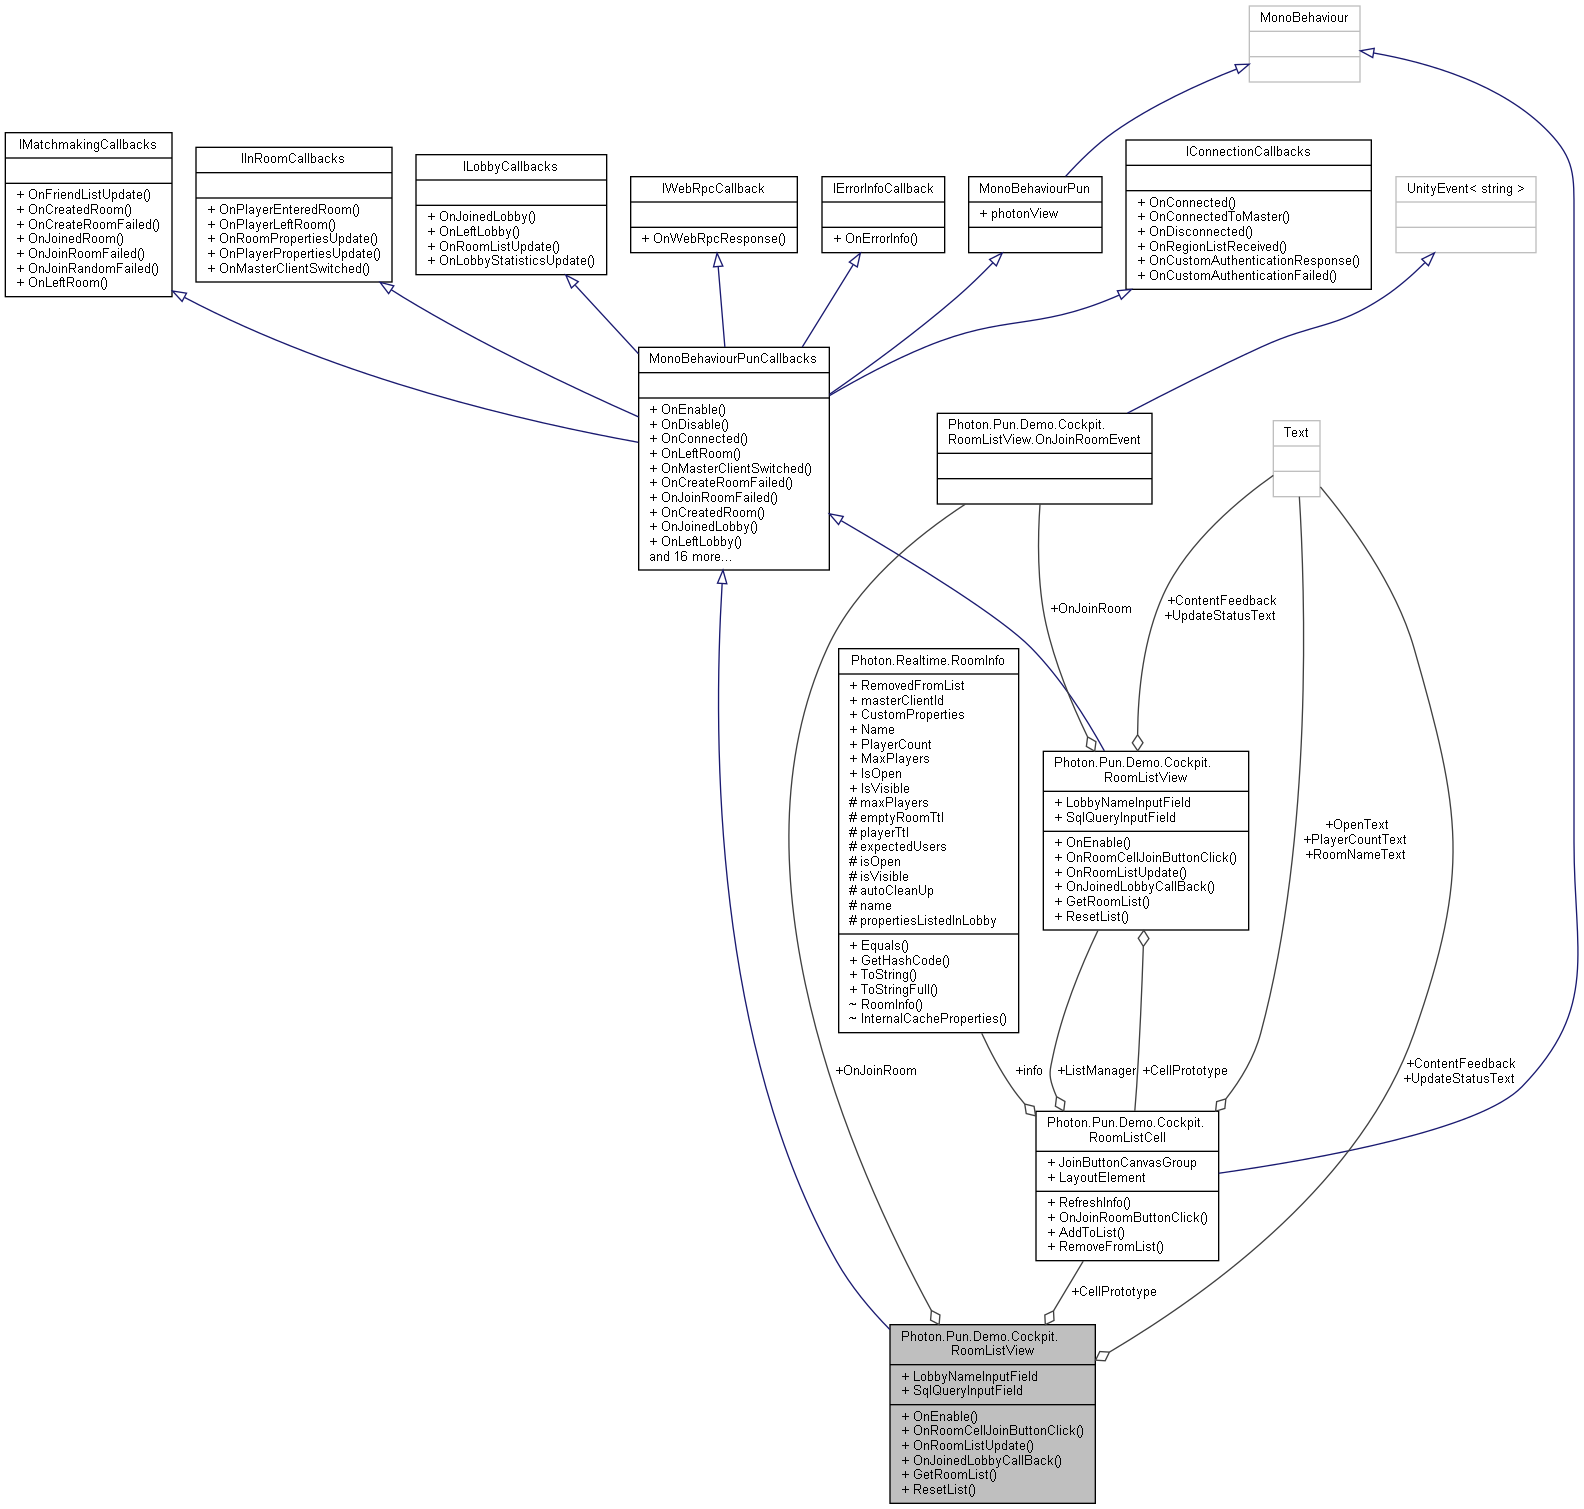 MonoBehaviour
IMatchmakingCallbacks
+ OnFriendListUpdate()
+ OnCreatedRoom()
+ OnCreateRoomFailed()
+ OnJoinedRoom()
+ OnJoinRoomFailed()
+ OnJoinRandomFailed()
+ OnLeftRoom()
IInRoomCallbacks
+ OnPlayerEnteredRoom()
+ OnPlayerLeftRoom()
+ OnRoomPropertiesUpdate()
+ OnPlayerPropertiesUpdate()
+ OnMasterClientSwitched()
ILobbyCallbacks
+ OnJoinedLobby()
+ OnLeftLobby()
+ OnRoomListUpdate()
+ OnLobbyStatisticsUpdate()
IWebRpcCallback
+ OnWebRpcResponse()
IErrorInfoCallback
+ OnErrorInfo()
MonoBehaviourPun
+ photonView
IConnectionCallbacks
+ OnConnected()
+ OnConnectedToMaster()
+ OnDisconnected()
+ OnRegionListReceived()
+ OnCustomAuthenticationResponse()
+ OnCustomAuthenticationFailed()
UnityEvent< string >
MonoBehaviourPunCallbacks
+ OnEnable()
+ OnDisable()
+ OnConnected()
+ OnLeftRoom()
+ OnMasterClientSwitched()
+ OnCreateRoomFailed()
+ OnJoinRoomFailed()
+ OnCreatedRoom()
+ OnJoinedLobby()
+ OnLeftLobby()
and 16 more...
Photon.Pun.Demo.Cockpit.
RoomListView.OnJoinRoomEvent
Text
+OnJoinRoom
+ContentFeedback
+UpdateStatusText
Photon.Realtime.RoomInfo
+ RemovedFromList
+ masterClientId
+ CustomProperties
+ Name
+ PlayerCount
+ MaxPlayers
+ IsOpen
+ IsVisible
# maxPlayers
# emptyRoomTtl
# playerTtl
# expectedUsers
# isOpen
# isVisible
# autoCleanUp
# name
# propertiesListedInLobby
+ Equals()
+ GetHashCode()
+ ToString()
+ ToStringFull()
~ RoomInfo()
~ InternalCacheProperties()
Photon.Pun.Demo.Cockpit.
RoomListView
+ LobbyNameInputField
+ SqlQueryInputField
+ OnEnable()
+ OnRoomCellJoinButtonClick()
+ OnRoomListUpdate()
+ OnJoinedLobbyCallBack()
+ GetRoomList()
+ ResetList()
+OpenText
+PlayerCountText
+RoomNameText
+OnJoinRoom
+info
+ListManager
+CellPrototype
+ContentFeedback
+UpdateStatusText
Photon.Pun.Demo.Cockpit.
RoomListCell
+ JoinButtonCanvasGroup
+ LayoutElement
+ RefreshInfo()
+ OnJoinRoomButtonClick()
+ AddToList()
+ RemoveFromList()
+CellPrototype
Photon.Pun.Demo.Cockpit.
RoomListView
+ LobbyNameInputField
+ SqlQueryInputField
+ OnEnable()
+ OnRoomCellJoinButtonClick()
+ OnRoomListUpdate()
+ OnJoinedLobbyCallBack()
+ GetRoomList()
+ ResetList()